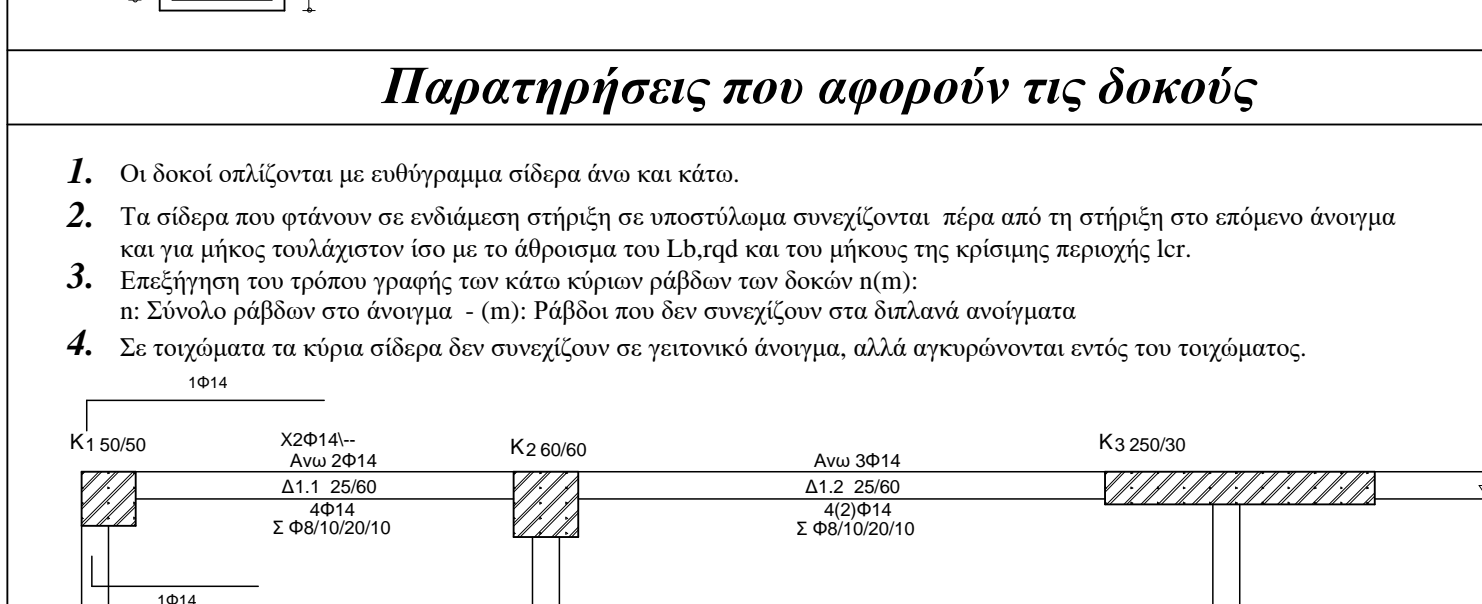 Παρατηρήσεις που αφορούν τις δοκούς
1. Οι δοκοί οπλίζονται με ευθύγραμμα σίδερα άνω και κάτω.
2. Τα σίδερα που φτάνουν σε ενδιάμεση στήριξη σε υποστύλωμα συνεχίζονται πέρα από τη στήριξη στο επόμενο άνοιγμα
και για μήκος τουλάχιστον ίσο με το άθροισμα του Lb,rqd και του μήκους της κρίσιμης περιοχής lcr.
3. Επεξήγηση του τρόπου γραφής των κάτω κύριων ράβδων των δοκών n(m):
n: Σύνολο ράβδων στο άνοιγμα - (m): Ράβδοι που δεν συνεχίζουν στα διπλανά ανοίγματα
4. Σε τοιχώματα τα κύρια σίδερα δεν συνεχίζουν σε γειτονικό άνοιγμα, αλλά αγκυρώνονται εντός του τοιχώματος.
1Φ14
K1 50/50
X2Φ14\--
Ανω 2Φ14
Δ1.1 25/60
4Φ14
Σ Φ8/10/20/10
K2 60/60
Ανω 3Φ14
Δ1.2 25/60
4(2)Φ14
Σ Φ8/10/20/10
K3 250/30
1Φ14